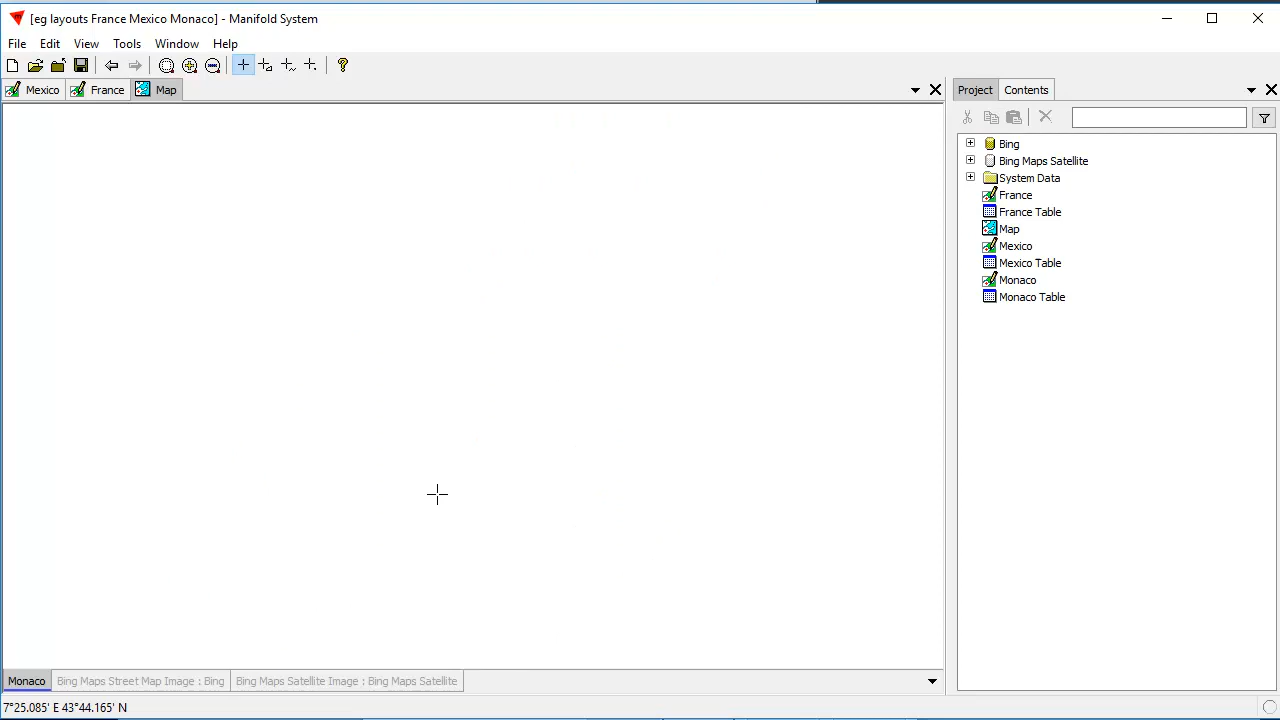 [eg layouts France Mexico Monaco] - Manifold System
File Edit View Tools Window Help
Mexico France Map
Project Contents
Bing
Bing Maps Satellite
System Data
France
France Table
Map
Mexico
Mexico Table
Monaco
Monaco Table
Monaco Bing Maps Street Map Image : Bing Bing Maps Satellite Image : Bing Maps Satellite
7°25.085' E 43°44.165' N